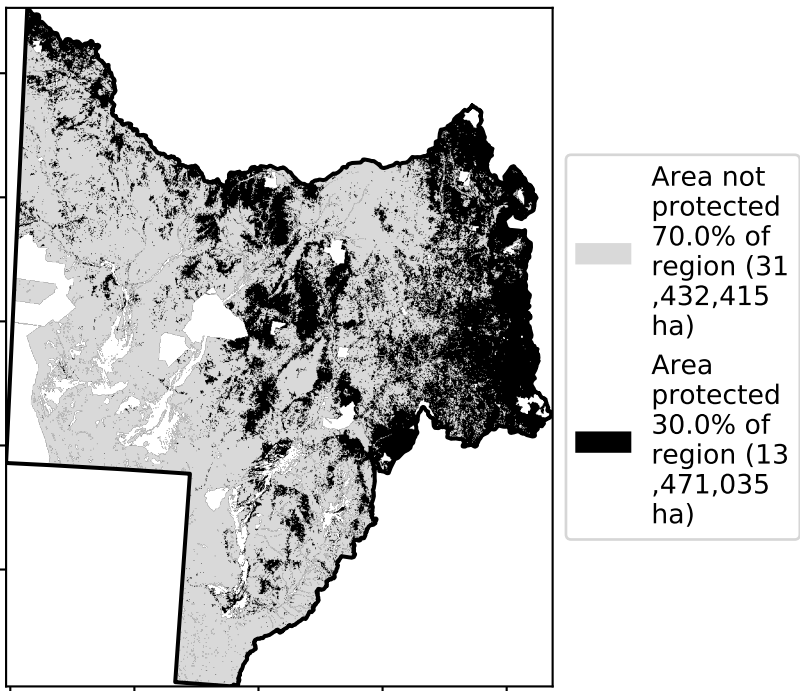 Area not
protected
70.0% of
region (31
,432,415
ha)
Area
protected
30.0% of
region (13
,471,035
ha)